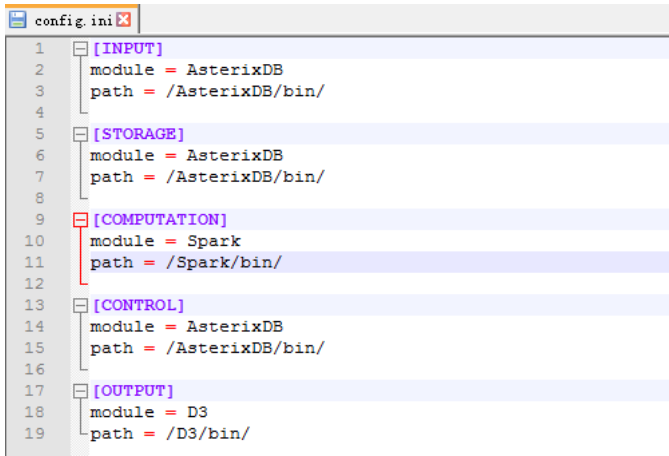 config.ini
1 [INPUT]
2 module = AsterixDB
3 path = /AsterixDB/bin/
4
5 [STORAGE]
6 module = AsterixDB
7 path = /AsterixDB/bin/
8
9 [COMPUTATION]
10 module = Spark
11 path = /Spark/bin/
12
13 [CONTROL]
14 module = AsterixDB
15 path = /AsterixDB/bin/
16
17 [OUTPUT]
18 module = D3
19 path = /D3/bin/